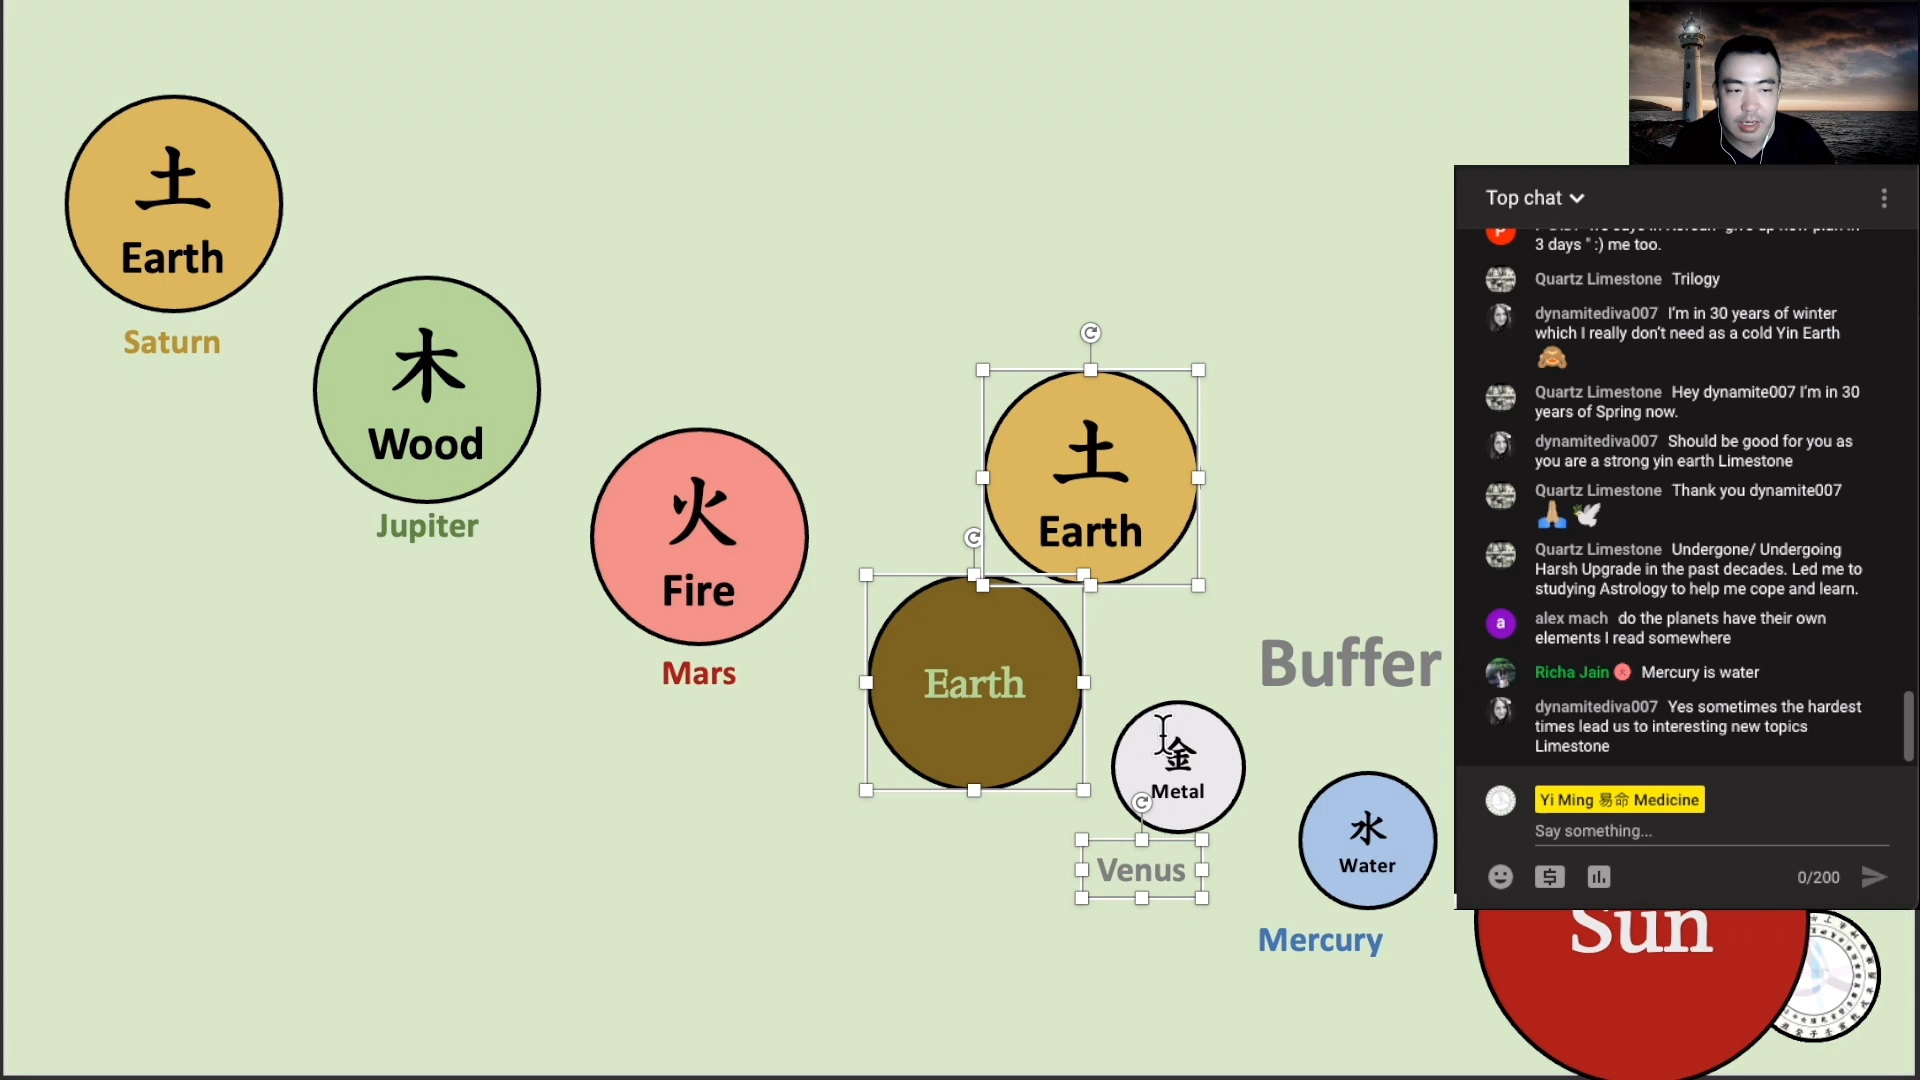 土
Earth
Saturn
木
Wood
Jupiter
火
Fire
Mars
土
Earth
Earth
Buffer
金
Metal
Venus
水
Water
Mercury
Sun
Top chat
3 days " :) me too.
Quartz Limestone Trilogy
dynamitediva007 I'm in 30 years of winter
which I really don't need as a cold Yin Earth
Quartz Limestone Hey dynamite007 I'm in 30
years of Spring now.
dynamitediva007 Should be good for you as
you are a strong yin earth Limestone
Quartz Limestone Thank you dynamite007
Quartz Limestone Undergone/ Undergoing
Harsh Upgrade in the past decades. Led me to
studying Astrology to help me cope and learn.
a
alex mach do the planets have their own
elements I read somewhere
Richa Jain Mercury is water
dynamitediva007 Yes sometimes the hardest
times lead us to interesting new topics
Limestone
Yi Ming 易命 Medicine
Say something...
0/200